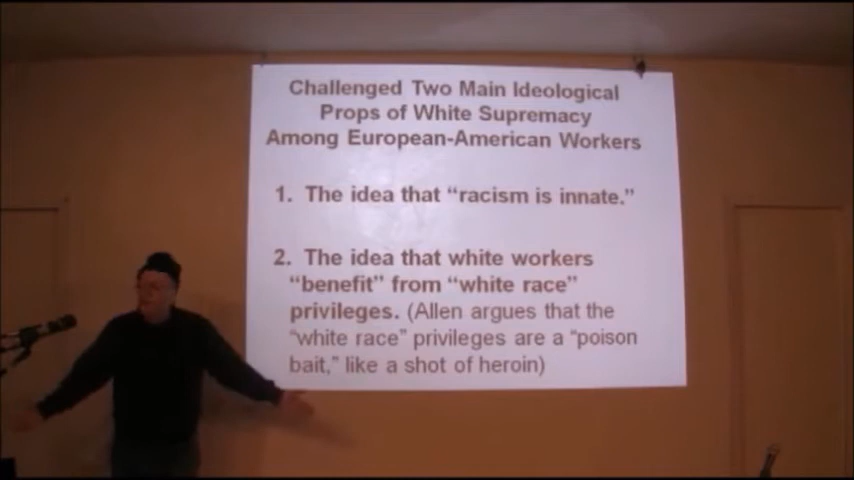 Challenged Two Main Ideological
Props of White Supremacy
Among European-American Workers
1. The idea that “racism is innate.”
2. The idea that white workers
“benefit” from “white race”
privileges. (Allen argues that the
“white race” privileges are a “poison
bait,” like a shot of heroin)